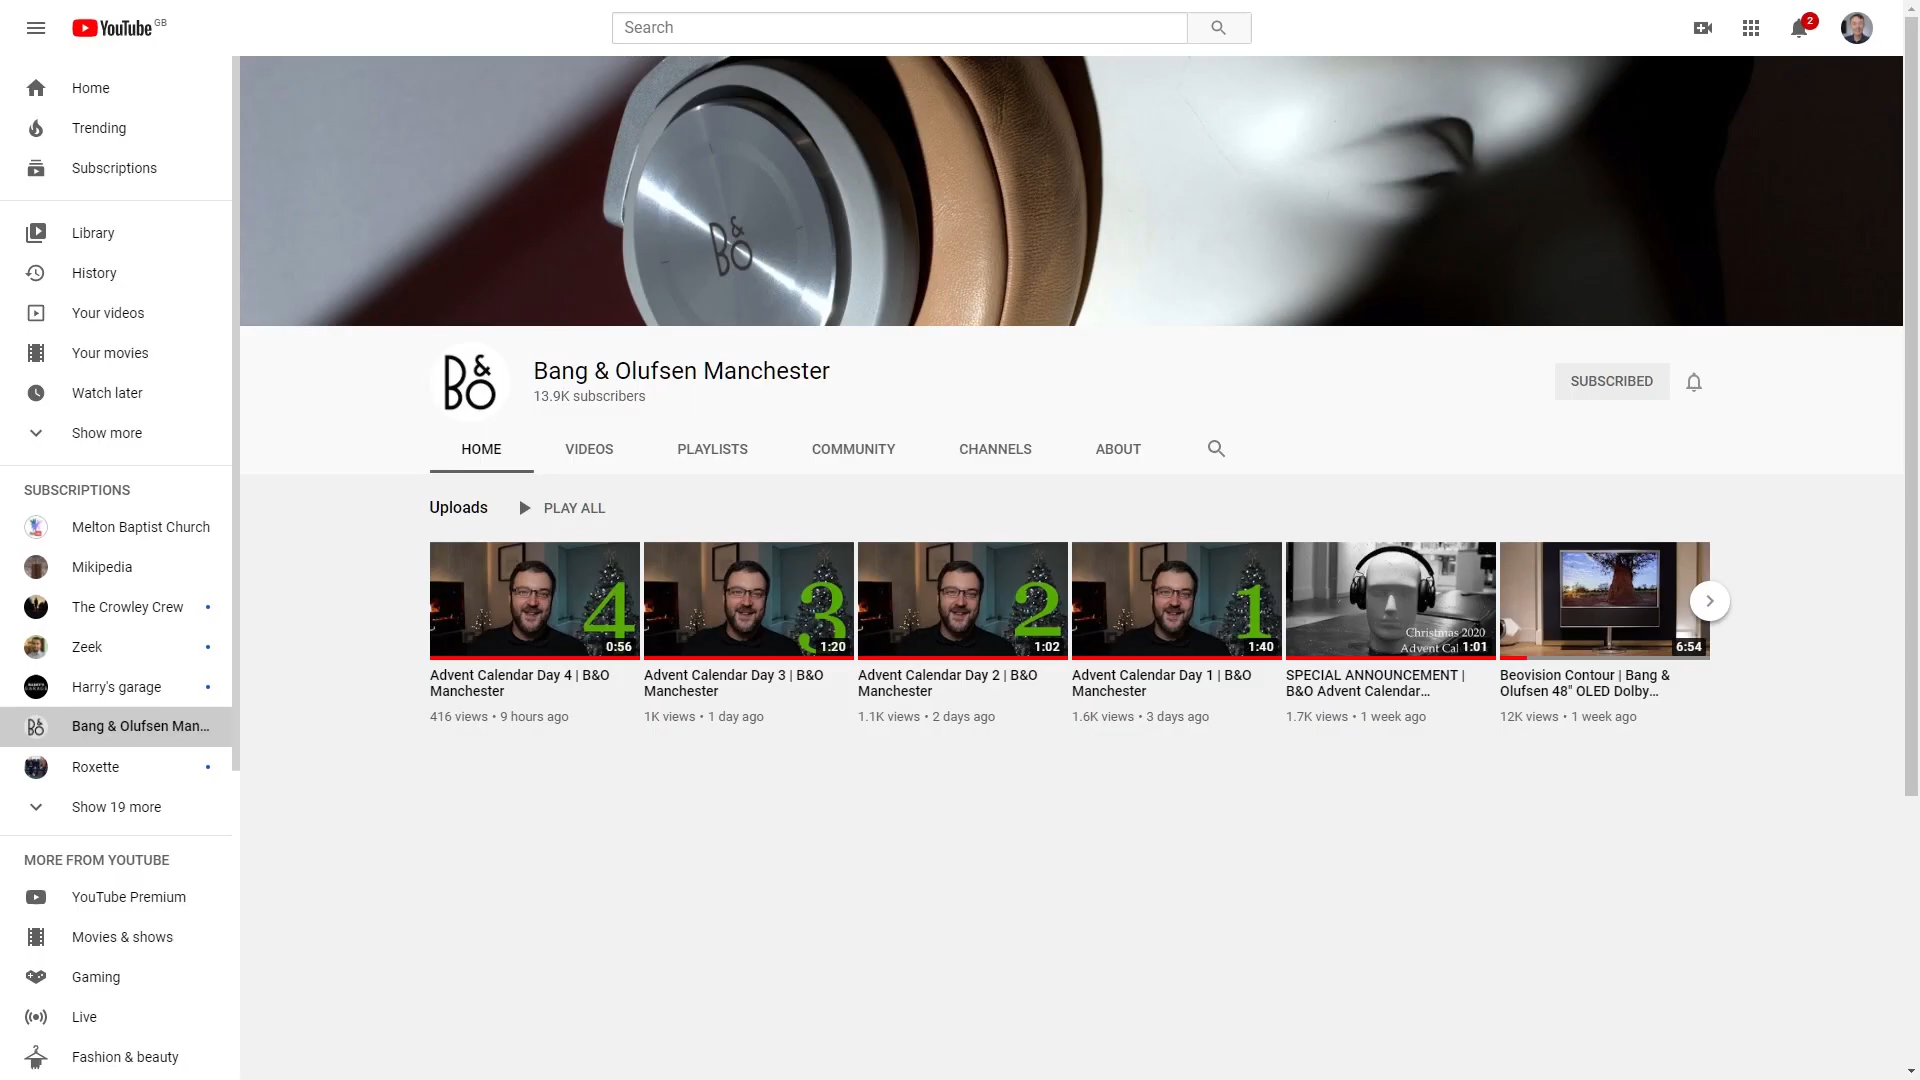 YouTube GB
Search
2
Home
Trending
Subscriptions
Library
History
Your videos
Your movies
Watch later
Show more
SUBSCRIPTIONS
Melton Baptist Church
Mikipedia
The Crowley Crew
Zeek
Harry's garage
Bang & Olufsen Man...
Roxette
Show 19 more
MORE FROM YOUTUBE
YouTube Premium
Movies & shows
Gaming
Live
Fashion & beauty
B&O
B&O
Bang & Olufsen Manchester
13.9K subscribers
SUBSCRIBED
HOME VIDEOS PLAYLISTS COMMUNITY CHANNELS ABOUT
Uploads PLAY ALL
4
0:56
Advent Calendar Day 4 | B&O
Manchester
416 views • 9 hours ago
3
1:20
Advent Calendar Day 3 | B&O
Manchester
1K views • 1 day ago
2
1:02
Advent Calendar Day 2 | B&O
Manchester
1.1K views • 2 days ago
1
1:40
Advent Calendar Day 1 | B&O
Manchester
1.6K views • 3 days ago
Christmas 2020
Advent Cal
1:01
SPECIAL ANNOUNCEMENT |
B&O Advent Calendar...
1.7K views • 1 week ago
6:54
Beovision Contour | Bang &
Olufsen 48" OLED Dolby...
12K views • 1 week ago